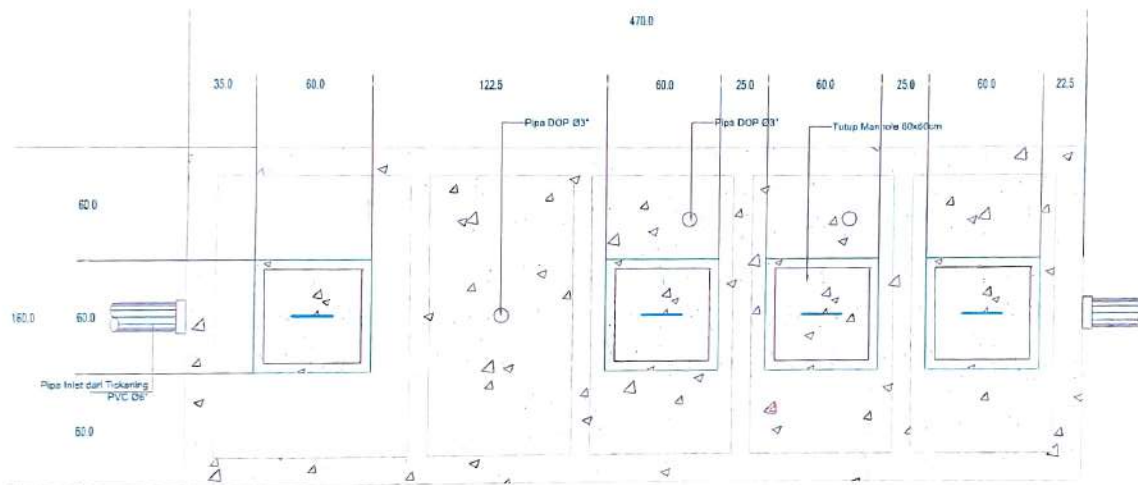 470.0
35.0 60.0 122.5 60.0 25.0 60.0 25.0 60.0 22.5
Pipa DOP Ø3"
Pipa DOP Ø3"
Tutup Manhole 60x60cm
60.0
160.0
60.0
Pipa Inlet dari
PVC Ø6"
60.0